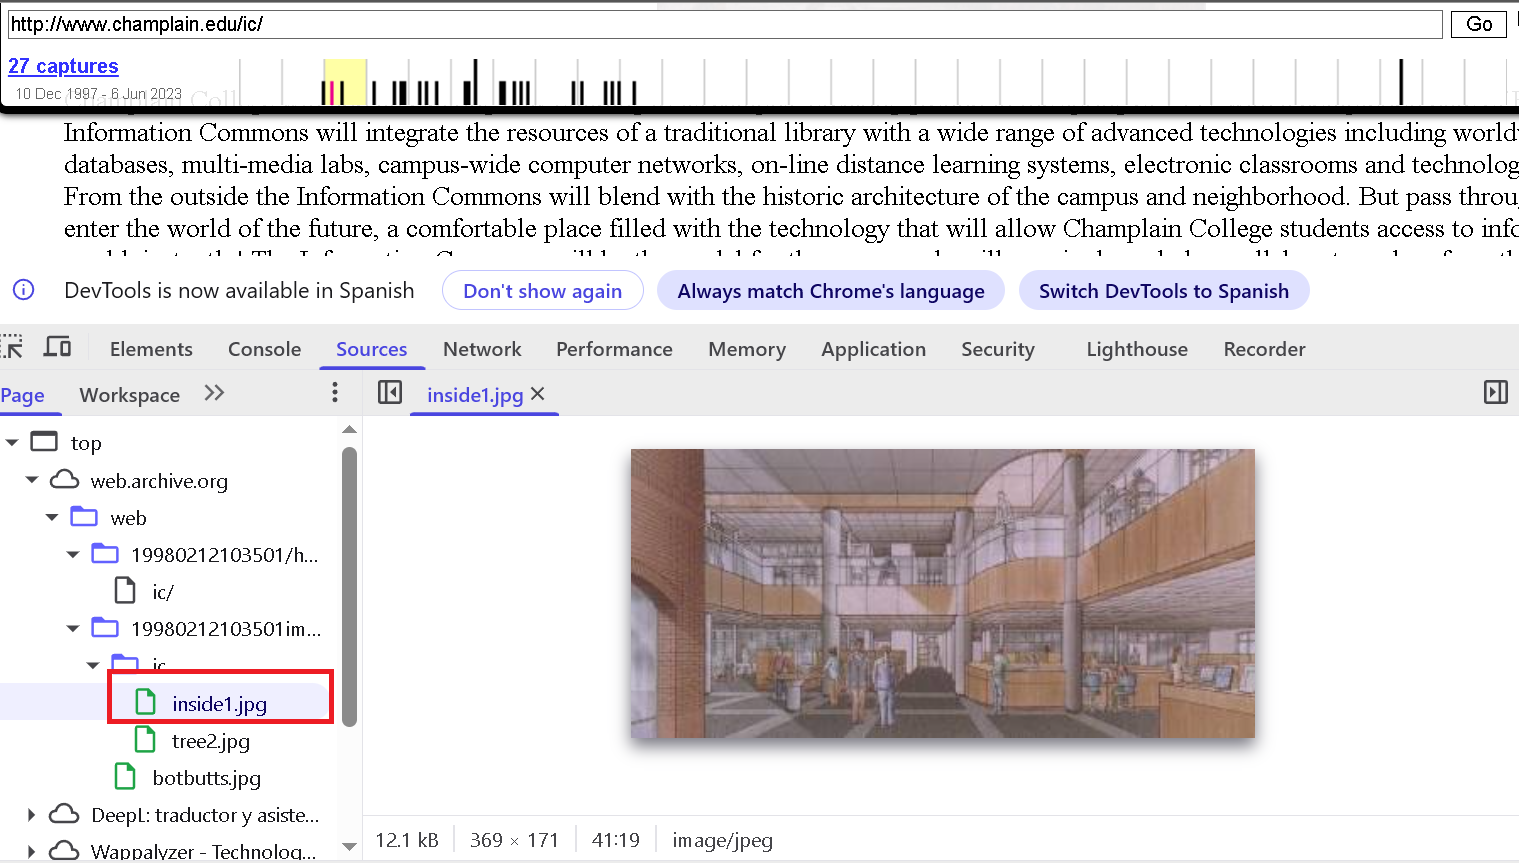 http://www.champlain.edu/ic/
Go
27 captures
10 Dec 1997 - 6 Jun 2023
Information Commons will integrate the resources of a traditional library with a wide range of advanced technologies including
databases, multi-media labs, campus-wide computer networks, on-line distance learning systems, electronic classrooms and
From the outside the Information Commons will blend with the historic architecture of the campus and neighborhood. But pass
enter the world of the future, a comfortable place filled with the technology that will allow Champlain College students access to
DevTools is now available in Spanish
Don't show again
Always match Chrome's language
Switch DevTools to Spanish
Elements Console Sources Network Performance Memory Application Security Lighthouse Recorder
Page Workspace
inside1.jpg
top
web.archive.org
web
19980212103501/h...
ic/
19980212103501im...
ic
inside1.jpg
tree2.jpg
botbutts.jpg
DeepL: traductor y asiste...
Wappalyzer - Technolog...
12.1 kB 369 × 171 41:19 image/jpeg